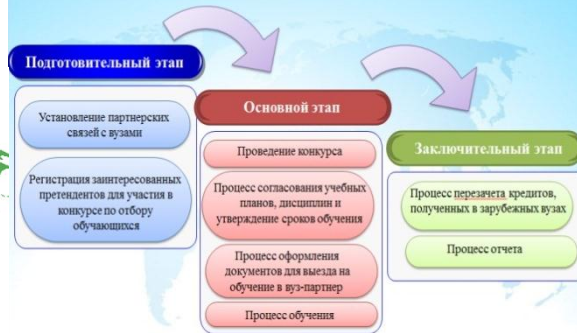 Подготовительный этап
Установление партнерских
связей с вузами
Регистрация заинтересованных
претендентов для участия в
конкурсе по отбору
обучающихся
Основной этап
Проведение конкурса
Процесс согласования учебных
планов, дисциплин и
утверждение сроков обучения
Процесс оформления
документов для выезда на
обучение в вуз-партнер
Процесс обучения
Заключительный этап
Процесс перезачета кредитов,
полученных в зарубежных вузах
Процесс отчета